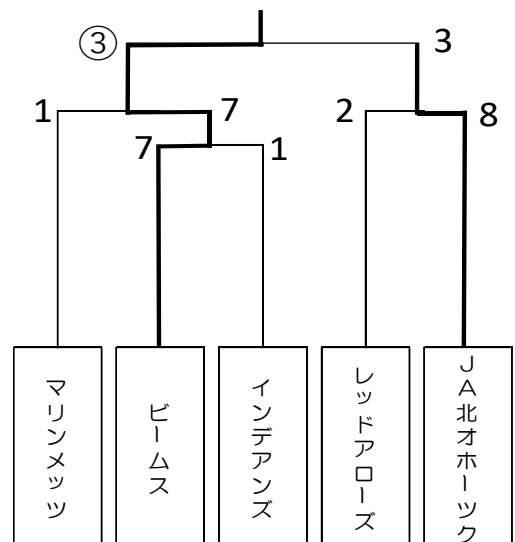 ③ 3
1 7 2 8
7 1
マリンメッツ
ビームス
インデアンズ
レッドアローズ
JA北オホーツク